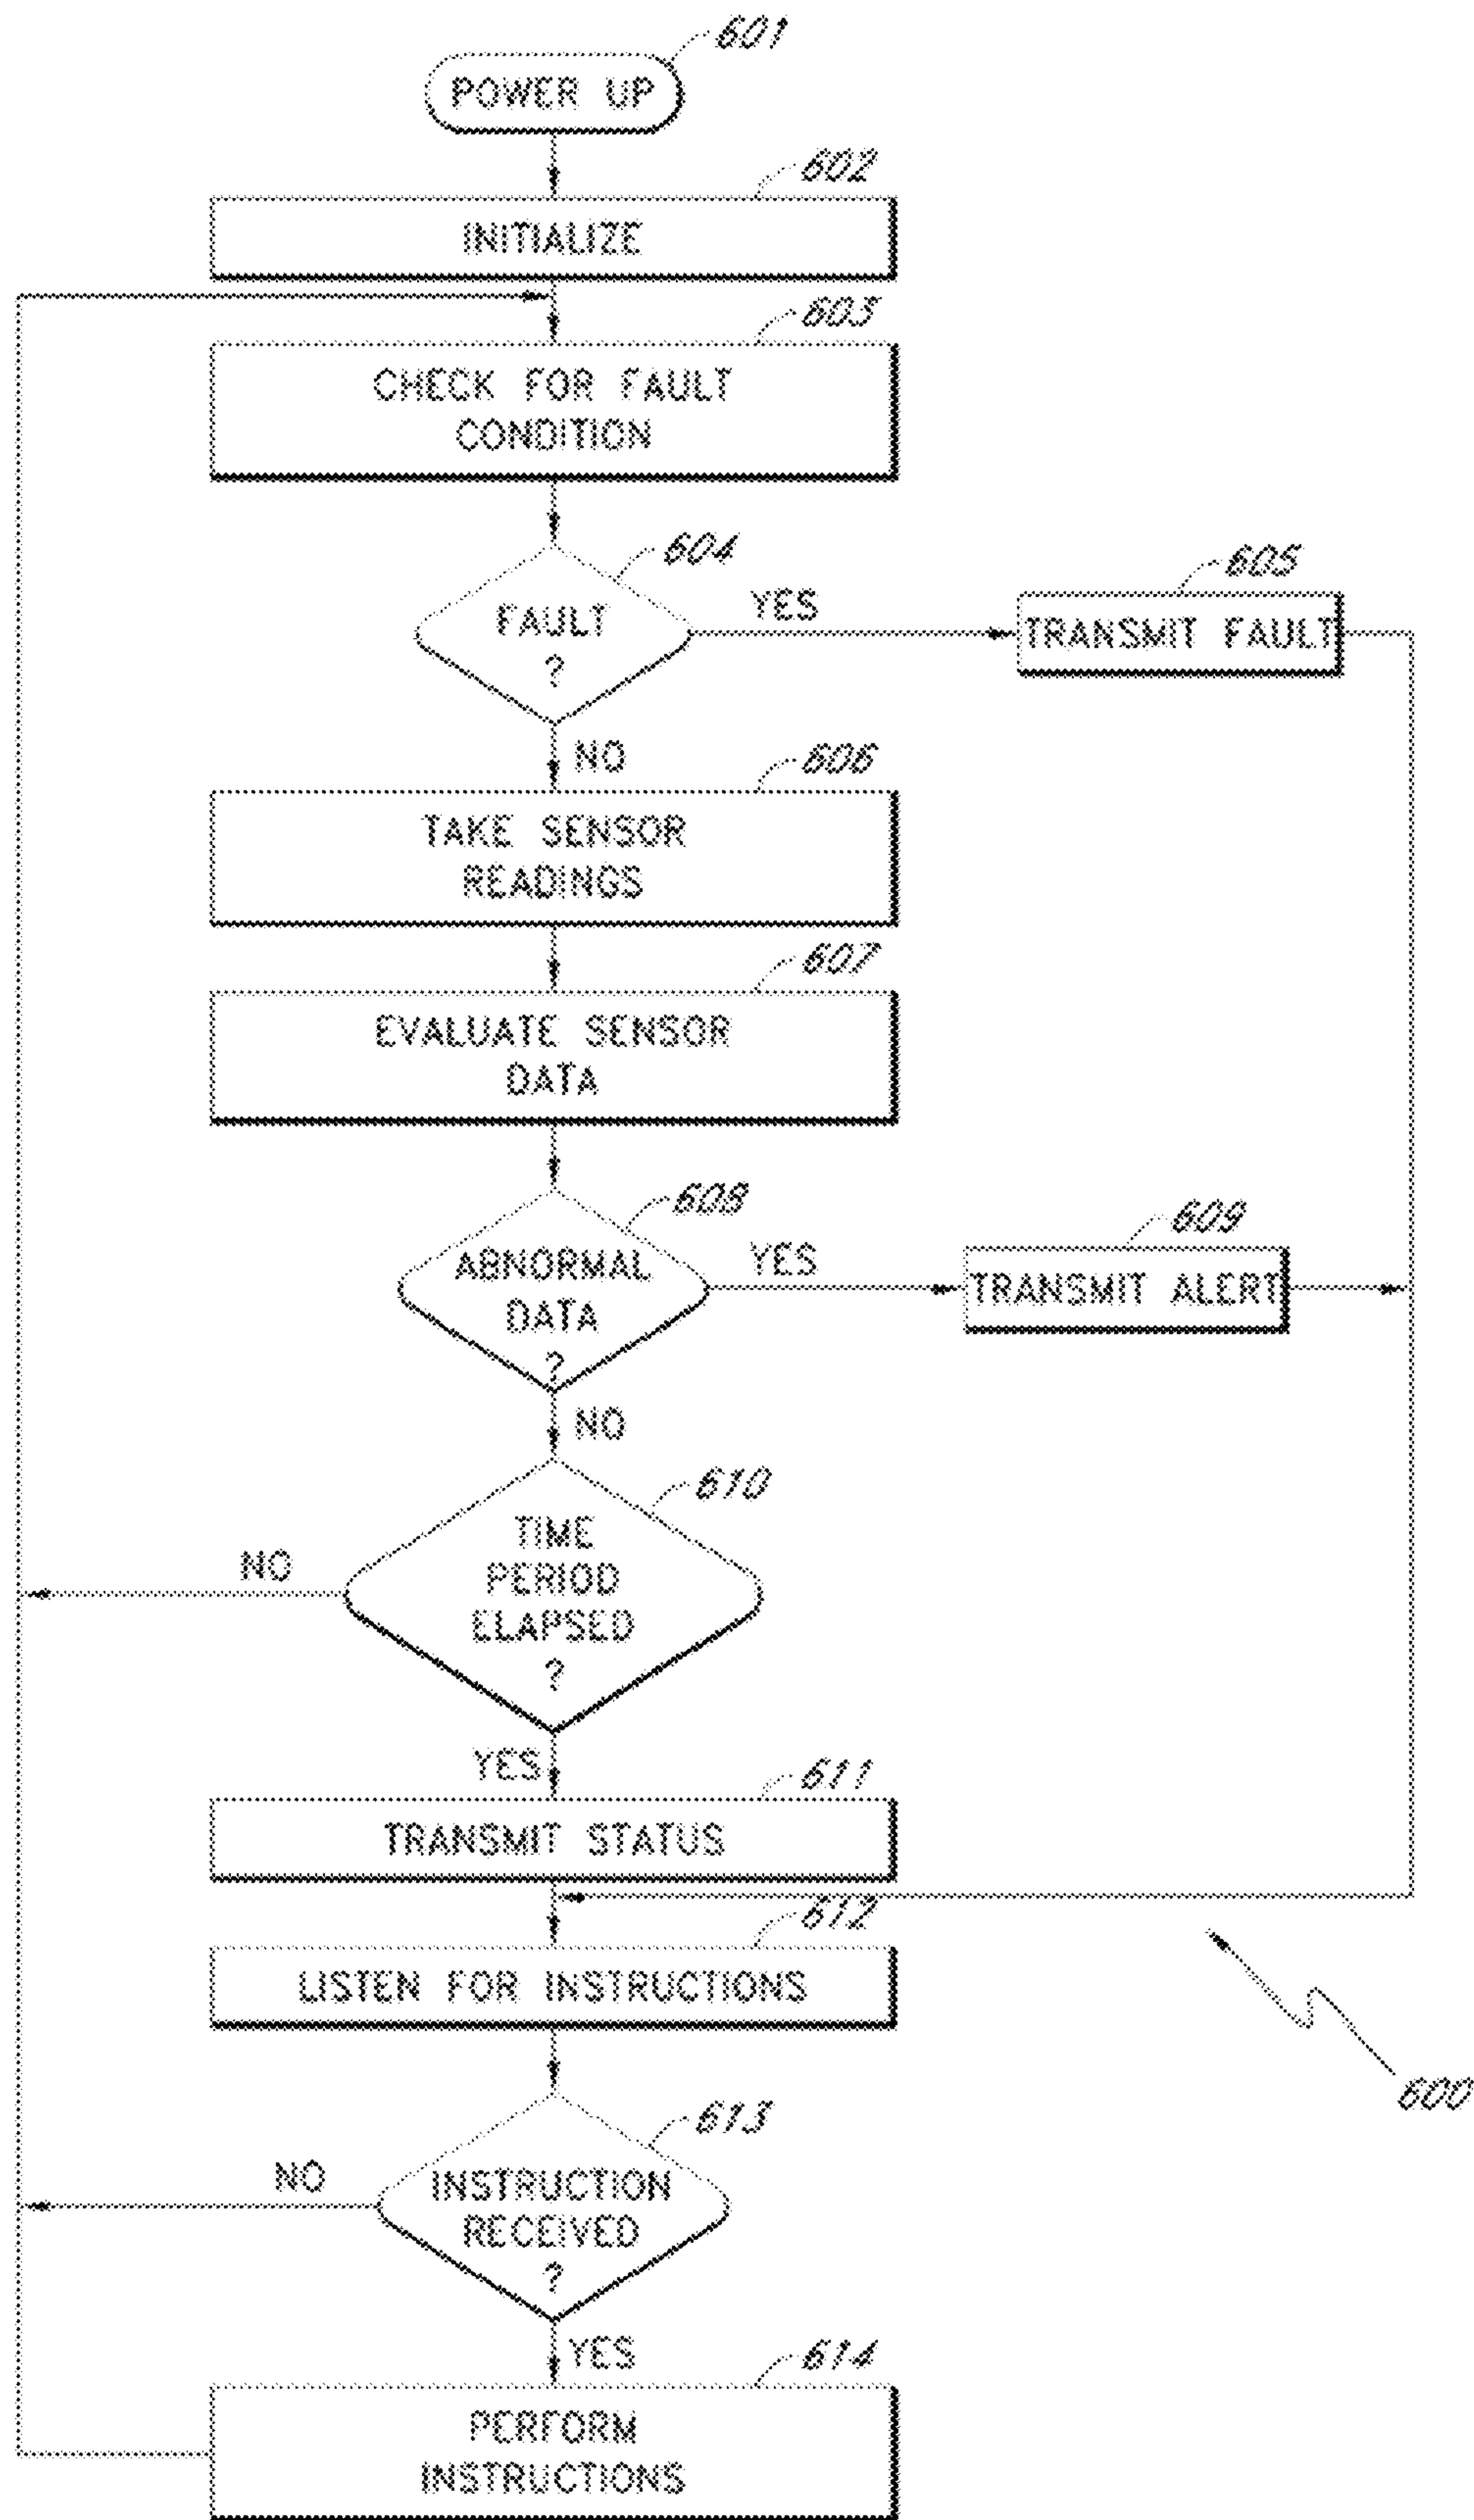 601
POWER UP
602
INITIALIZE
603
CHECK FOR FAULT
CONDITION
604
FAULT
?
YES
605
TRANSMIT FAULT
NO
606
TAKE SENSOR
READINGS
607
EVALUATE SENSOR
DATA
608
ABNORMAL
DATA
?
YES
609
TRANSMIT ALERT
NO
610
TIME
PERIOD
ELAPSED
?
NO
YES
611
TRANSMIT STATUS
612
LISTEN FOR INSTRUCTIONS
600
613
INSTRUCTION
RECEIVED
?
NO
YES
614
PERFORM
INSTRUCTIONS